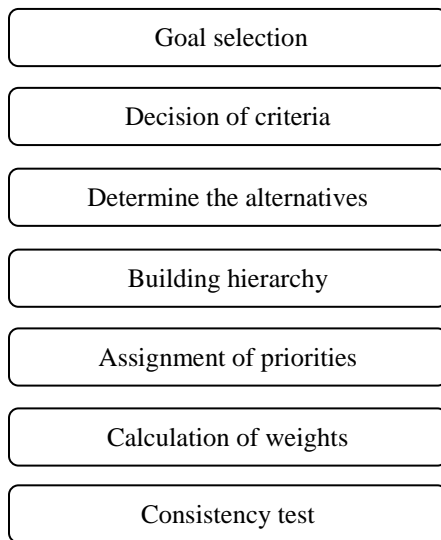 Goal selection
Decision of criteria
Determine the alternatives
Building hierarchy
Assignment of priorities
Calculation of weights
Consistency test